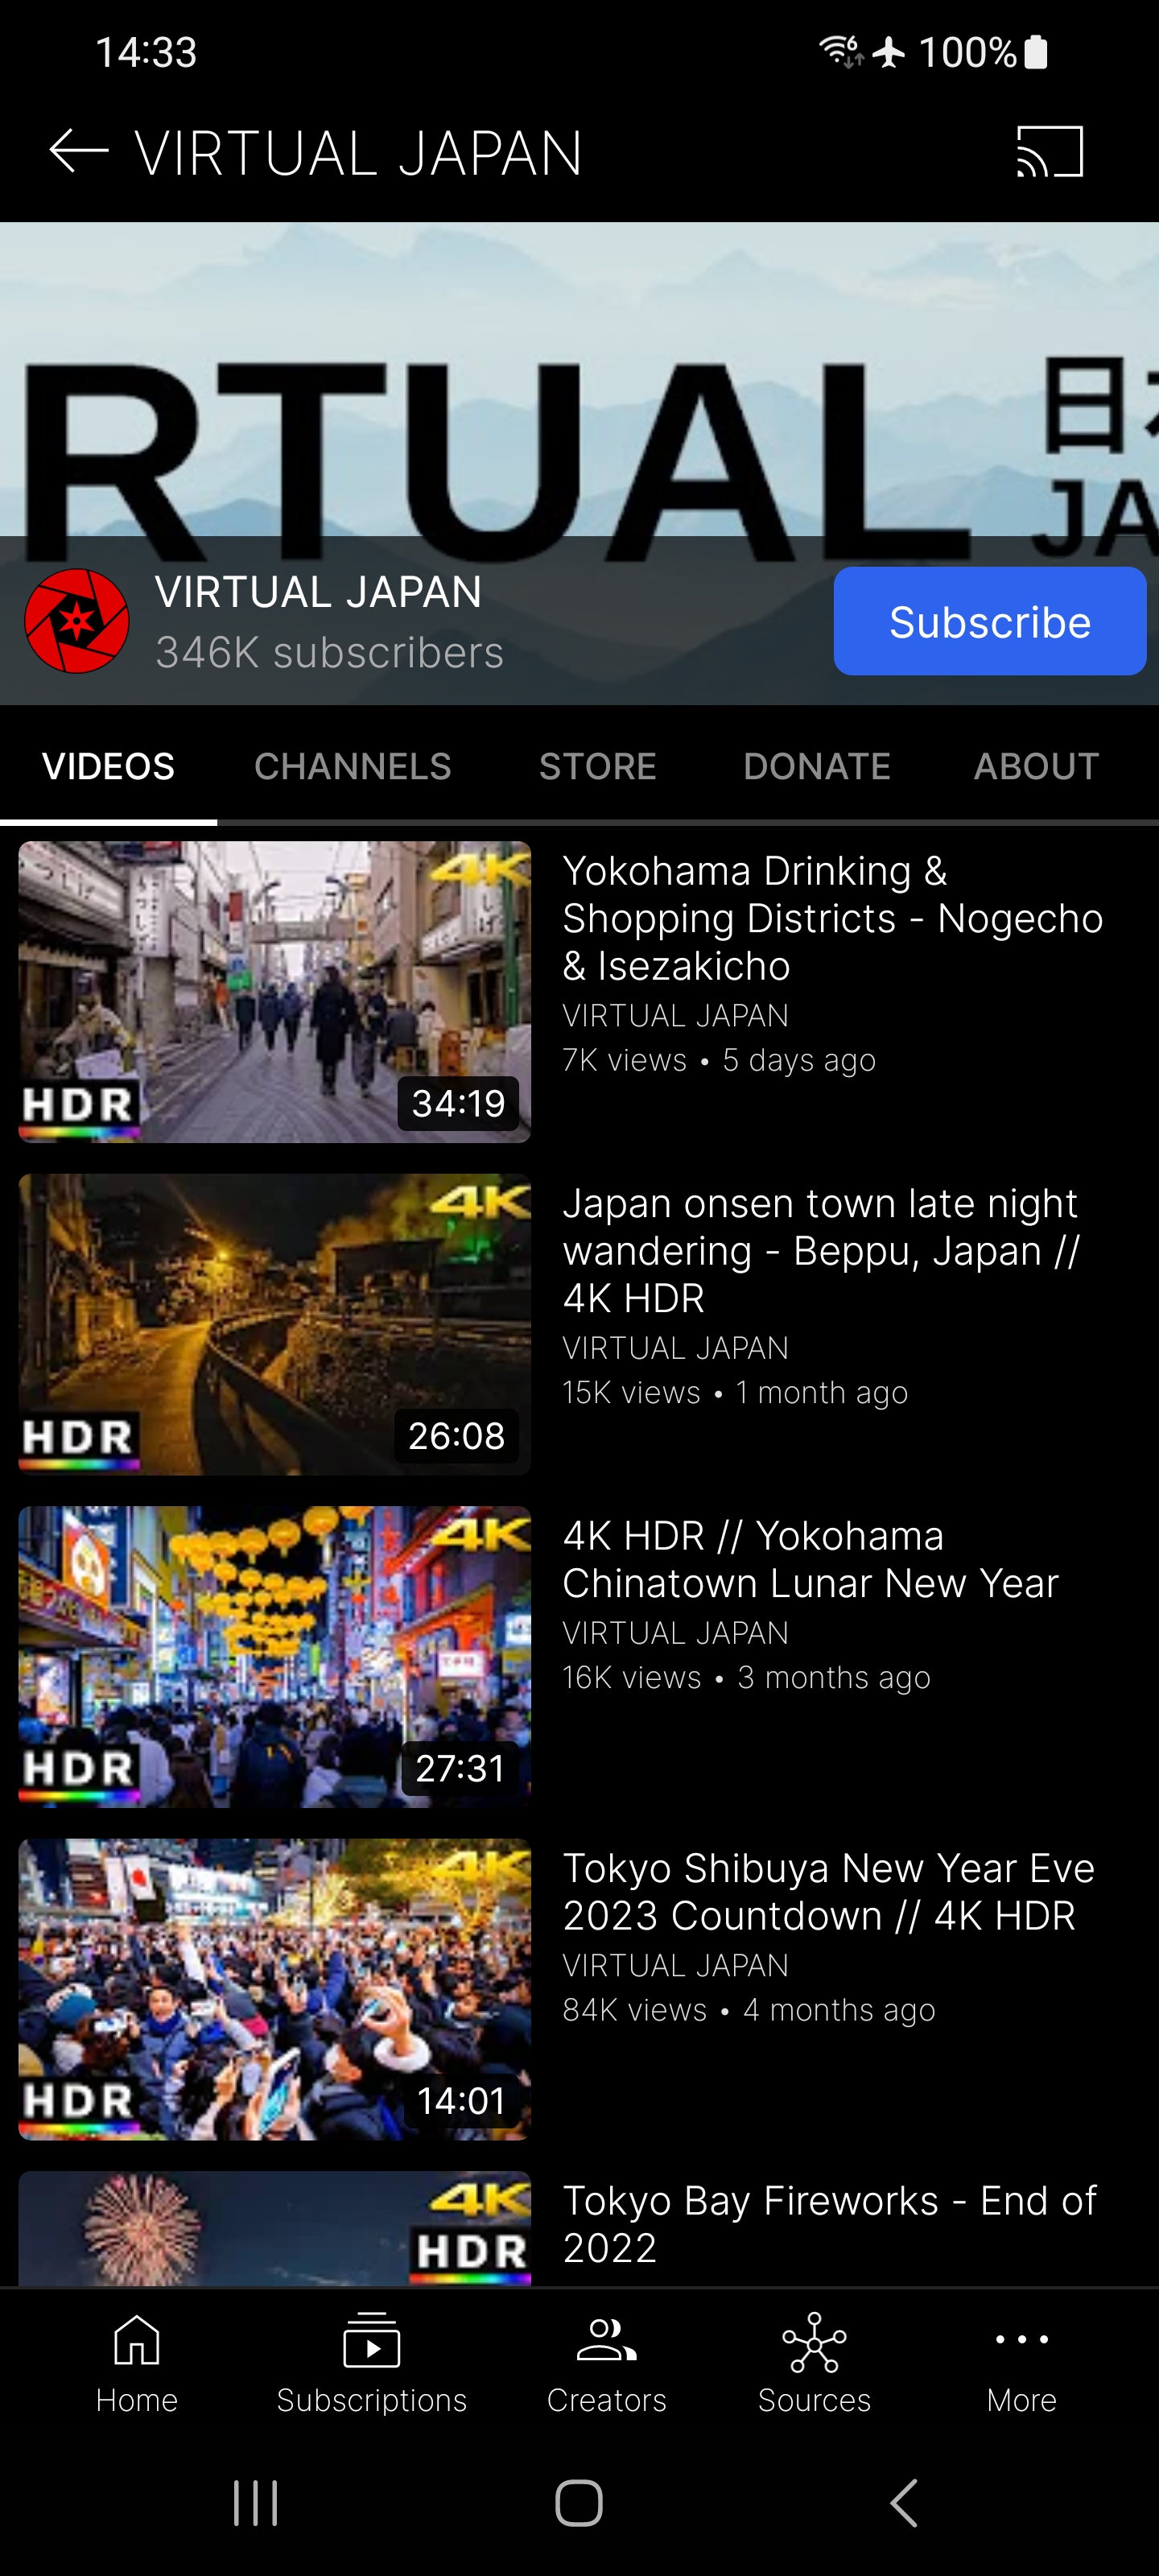 14:33
6
100%
VIRTUAL JAPAN
RTUAL
日
JA
VIRTUAL JAPAN
346K subscribers
Subscribe
VIDEOS
CHANNELS
STORE
DONATE
ABOUT
4K
HDR
34:19
Yokohama Drinking &
Shopping Districts - Nogecho
& Isezakicho
VIRTUAL JAPAN
7K views • 5 days ago
4K
HDR
26:08
Japan onsen town late night
wandering - Beppu, Japan //
4K HDR
VIRTUAL JAPAN
15K views • 1 month ago
4K
HDR
27:31
4K HDR // Yokohama
Chinatown Lunar New Year
VIRTUAL JAPAN
16K views • 3 months ago
4K
HDR
14:01
Tokyo Shibuya New Year Eve
2023 Countdown // 4K HDR
VIRTUAL JAPAN
84K views • 4 months ago
4K
HDR
Tokyo Bay Fireworks - End of
2022
Home
Subscriptions
Creators
Sources
More